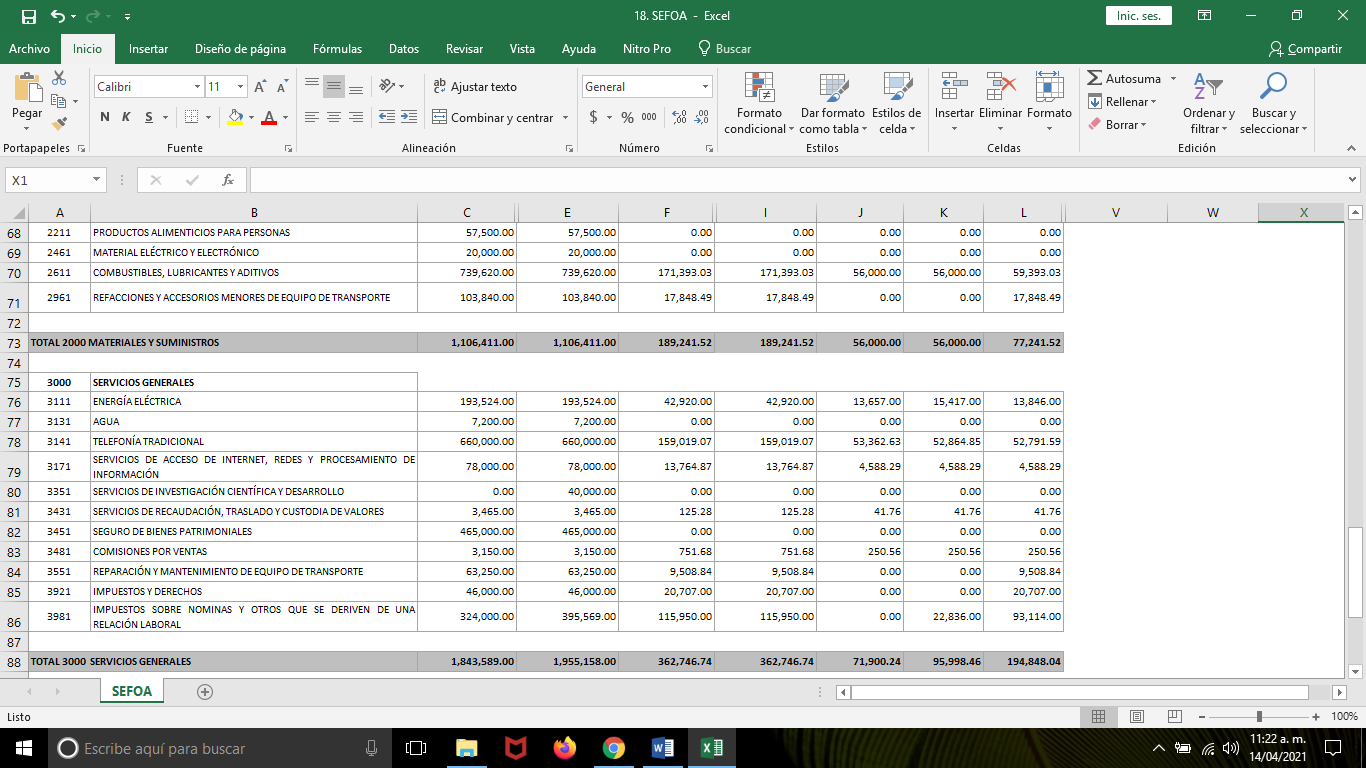 18. SEFOA - Excel
Inic. ses.
Archivo Inicio Insertar Diseño de página Fórmulas Datos Revisar Vista Ayuda Nitro Pro Buscar Compartir
Pegar
Portapapeles
Calibri 11
N K S
Fuente
Ajustar texto
Combinar y centrar
Alineación
General
$ % 000
Número
Formato condicional
Dar formato como tabla
Estilos de celda
Estilos
Insertar Eliminar Formato
Celdas
Autosuma
Rellenar
Borrar
Ordenar y filtrar
Buscar y seleccionar
Edición
X1 fx
A B C E F I J K L V W X
68 2211 PRODUCTOS ALIMENTICIOS PARA PERSONAS 57,500.00 57,500.00 0.00 0.00 0.00 0.00 0.00
69 2461 MATERIAL ELÉCTRICO Y ELECTRÓNICO 20,000.00 20,000.00 0.00 0.00 0.00 0.00 0.00
70 2611 COMBUSTIBLES, LUBRICANTES Y ADITIVOS 739,620.00 739,620.00 171,393.03 171,393.03 56,000.00 56,000.00 59,393.03
71 2961 REFACCIONES Y ACCESORIOS MENORES DE EQUIPO DE TRANSPORTE 103,840.00 103,840.00 17,848.49 17,848.49 0.00 0.00 17,848.49
72
73 TOTAL 2000 MATERIALES Y SUMINISTROS 1,106,411.00 1,106,411.00 189,241.52 189,241.52 56,000.00 56,000.00 77,241.52
74
75 3000 SERVICIOS GENERALES
76 3111 ENERGÍA ELÉCTRICA 193,524.00 193,524.00 42,920.00 42,920.00 13,657.00 15,417.00 13,846.00
77 3131 AGUA 7,200.00 7,200.00 0.00 0.00 0.00 0.00 0.00
78 3141 TELEFONÍA TRADICIONAL 660,000.00 660,000.00 159,019.07 159,019.07 53,362.63 52,864.85 52,791.59
79 3171 SERVICIOS DE ACCESO DE INTERNET, REDES Y PROCESAMIENTO DE
INFORMACIÓN 78,000.00 78,000.00 13,764.87 13,764.87 4,588.29 4,588.29 4,588.29
80 3351 SERVICIOS DE INVESTIGACIÓN CIENTÍFICA Y DESARROLLO 0.00 40,000.00 0.00 0.00 0.00 0.00 0.00
81 3431 SERVICIOS DE RECAUDACIÓN, TRASLADO Y CUSTODIA DE VALORES 3,465.00 3,465.00 125.28 125.28 41.76 41.76 41.76
82 3451 SEGURO DE BIENES PATRIMONIALES 465,000.00 465,000.00 0.00 0.00 0.00 0.00 0.00
83 3481 COMISIONES POR VENTAS 3,150.00 3,150.00 751.68 751.68 250.56 250.56 250.56
84 3551 REPARACIÓN Y MANTENIMIENTO DE EQUIPO DE TRANSPORTE 63,250.00 63,250.00 9,508.84 9,508.84 0.00 0.00 9,508.84
85 3921 IMPUESTOS Y DERECHOS 46,000.00 46,000.00 20,707.00 20,707.00 0.00 0.00 20,707.00
86 3981 IMPUESTOS SOBRE NOMINAS Y OTROS QUE SE DERIVEN DE UNA
RELACIÓN LABORAL 324,000.00 395,569.00 115,950.00 115,950.00 0.00 22,836.00 93,114.00
87
88 TOTAL 3000 SERVICIOS GENERALES 1,843,589.00 1,955,158.00 362,746.74 362,746.74 71,900.24 95,998.46 194,848.04
SEFOA
Listo 100%
Escribe aquí para buscar
11:22 a. m.
14/04/2021